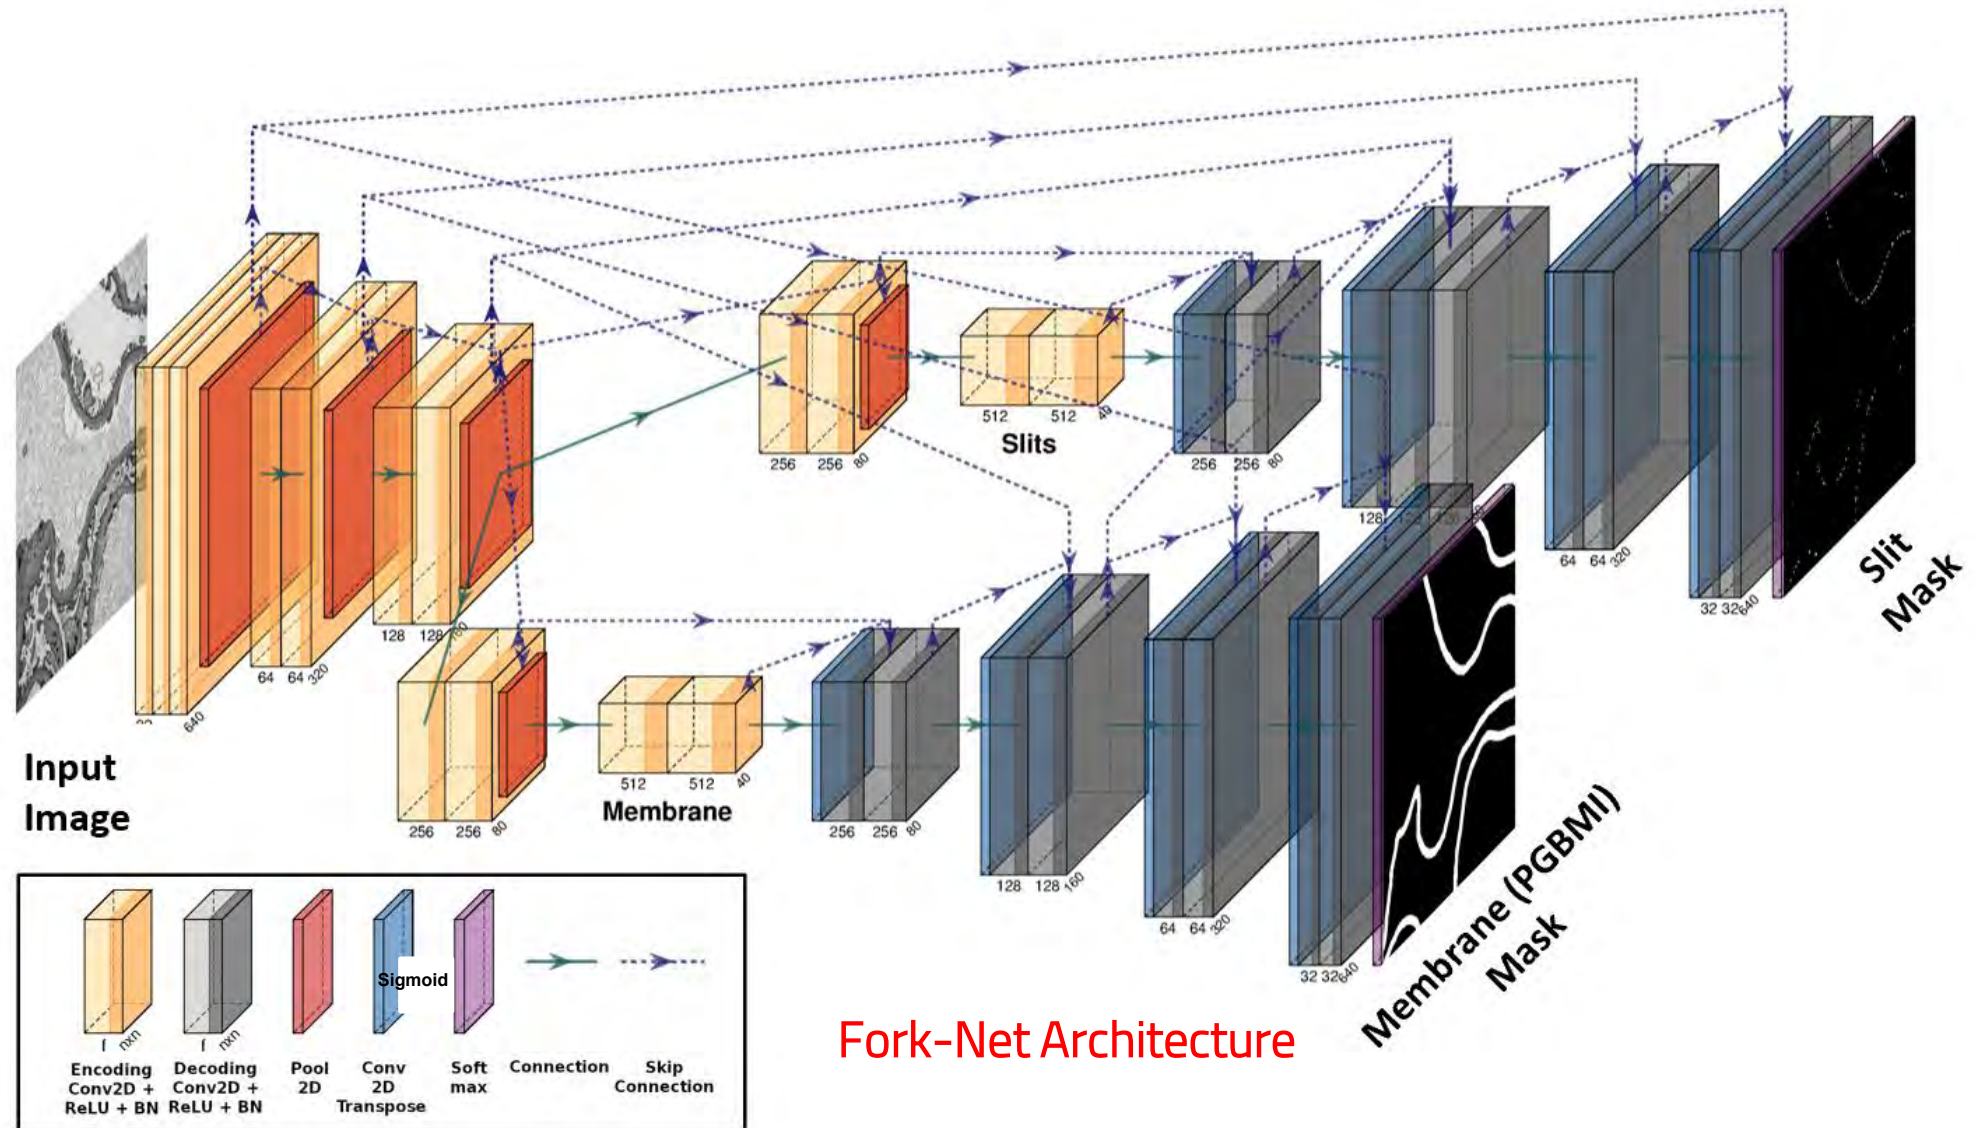 64 64 320
640
128 128
256 256 80
512 512 40
Slits
256 256 80
128
64 64 320
32 32 640
Slit
Mask
Input
Image
256 256 80
512 512 40
Membrane
256 256 80
128 128 160
64 64 320
32 32 640
Membrane (PGBMI)
Mask
Sigmoid
f nxn
f nxn
Encoding
Conv2D +
ReLU + BN
Decoding
Conv2D +
ReLU + BN
Pool
2D
Conv
2D
Transpose
Soft
max
Connection
Skip
Connection
Fork-Net Architecture